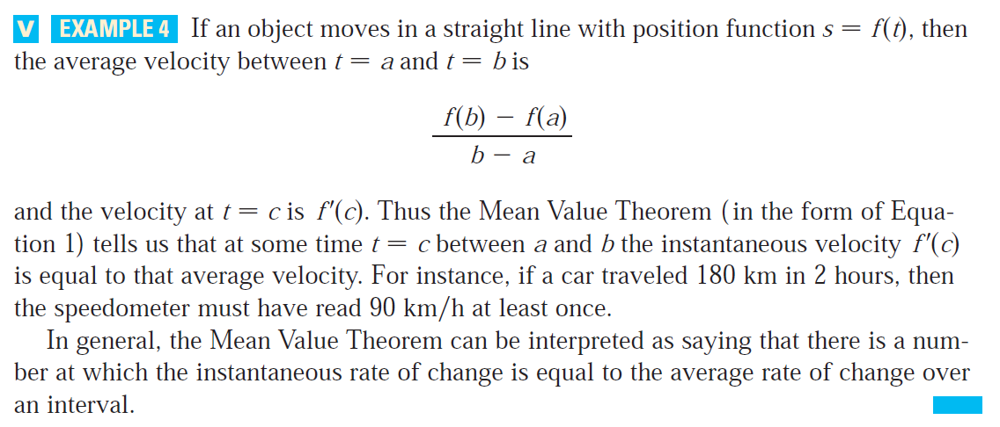 V EXAMPLE 4 If an object moves in a straight line with position function s = f(t), then
the average velocity between t = a and t = b is
f(b) − f(a)
b − a
and the velocity at t = c is f′(c). Thus the Mean Value Theorem (in the form of Equa-
tion 1) tells us that at some time t = c between a and b the instantaneous velocity f′(c)
is equal to that average velocity. For instance, if a car traveled 180 km in 2 hours, then
the speedometer must have read 90 km/h at least once.
In general, the Mean Value Theorem can be interpreted as saying that there is a num-
ber at which the instantaneous rate of change is equal to the average rate of change over
an interval.